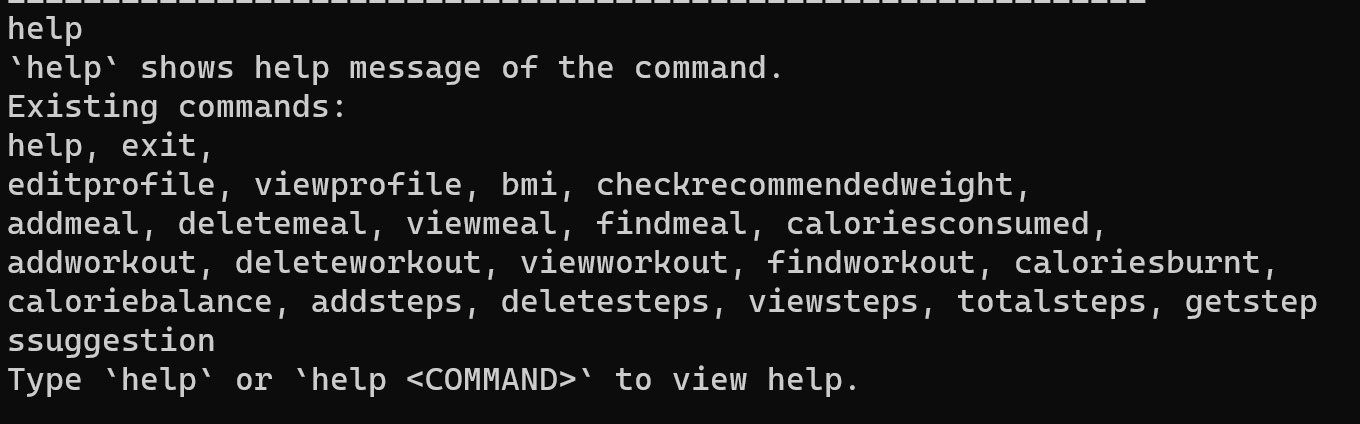 help
`help` shows help message of the command.
Existing commands:
help, exit,
editprofile, viewprofile, bmi, checkrecommendedweight,
addmeal, deletemeal, viewmeal, findmeal, caloriesconsumed,
addworkout, deleteworkout, viewworkout, findworkout, caloriesburnt,
caloriebalance, addsteps, deletesteps, viewsteps, totalsteps, getstep
ssuggestion
Type `help` or `help <COMMAND>` to view help.